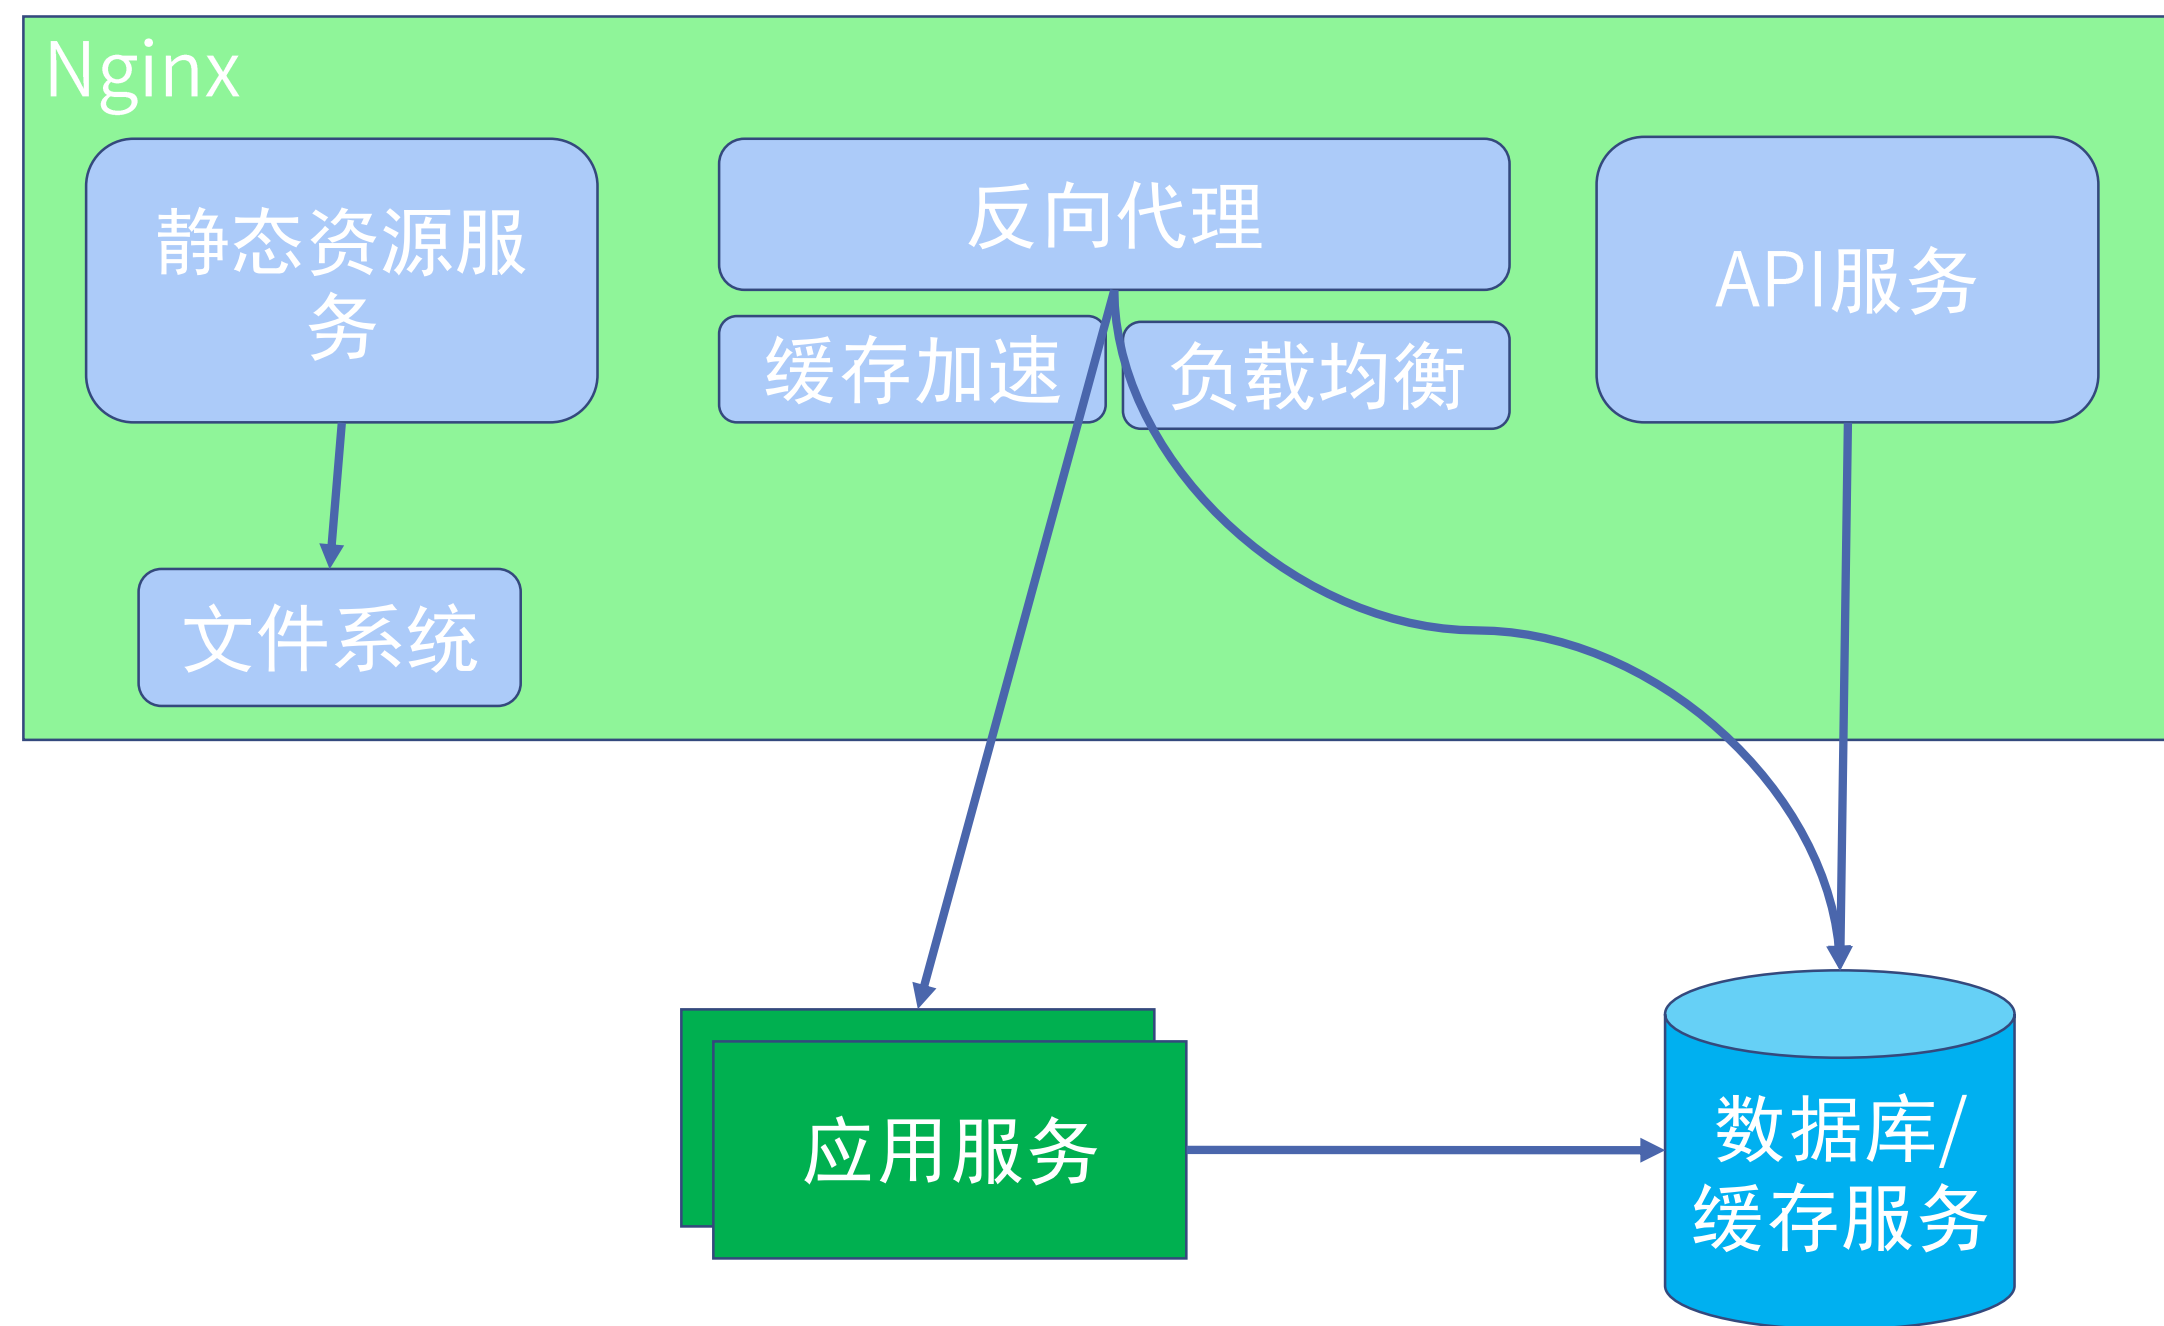 Nginx
静态资源服
务
反向代理
缓存加速
负载均衡
API服务
文件系统
应用服务
数据库/
缓存服务